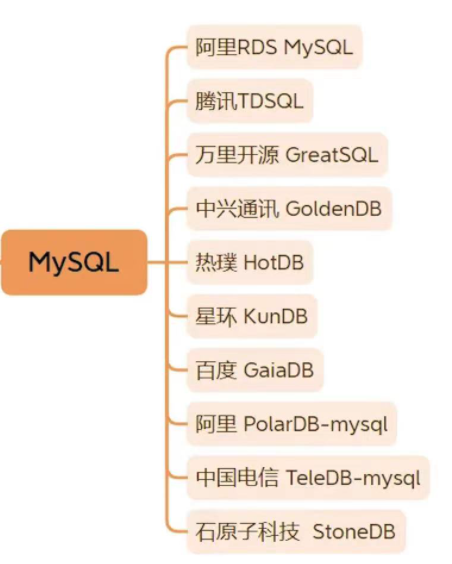 MySQL
阿里RDS MySQL
腾讯TDSQL
万里开源 GreatSQL
中兴通讯 GoldenDB
热璞 HotDB
星环 KunDB
百度 GaiaDB
阿里 PolarDB-mysql
中国电信 TeleDB-mysql
石原子科技 StoneDB